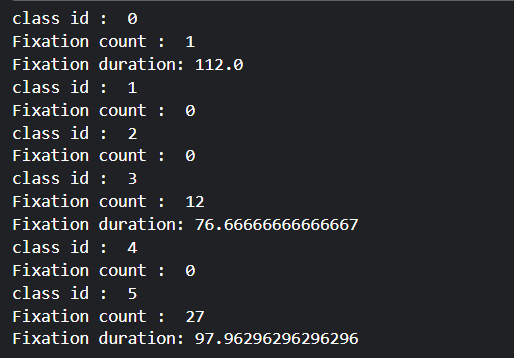 class id :  0
Fixation count :  1
Fixation duration: 112.0
class id :  1
Fixation count :  0
class id :  2
Fixation count :  0
class id :  3
Fixation count :  12
Fixation duration: 76.66666666666667
class id :  4
Fixation count :  0
class id :  5
Fixation count :  27
Fixation duration: 97.96296296296296